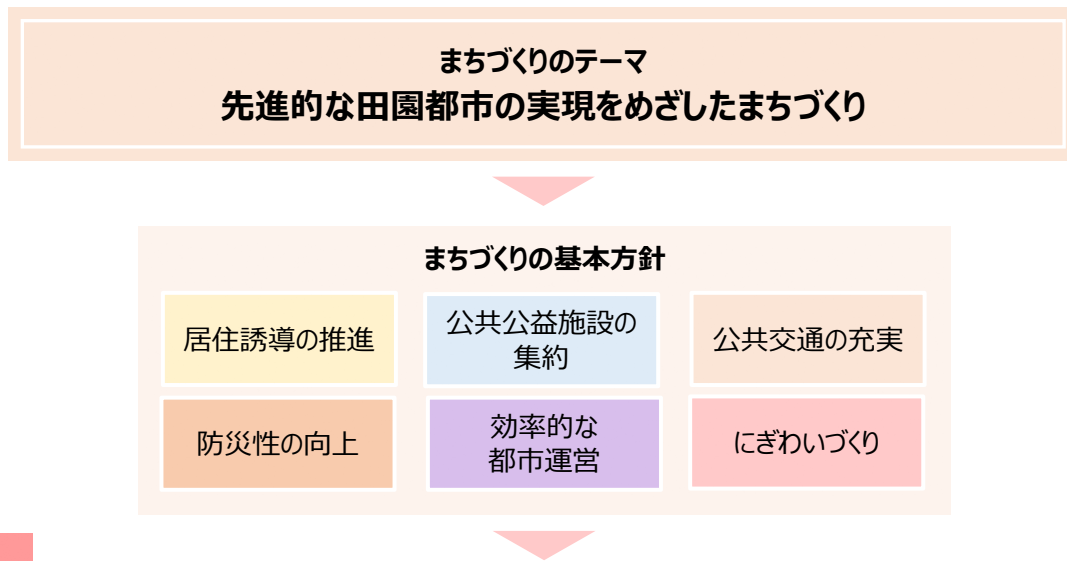 まちづくりのテーマ
先進的な田園都市の実現をめざしたまちづくり
まちづくりの基本方針
居住誘導の推進
公共公益施設の
集約
公共交通の充実
防災性の向上
効率的な
都市運営
にぎわいづくり